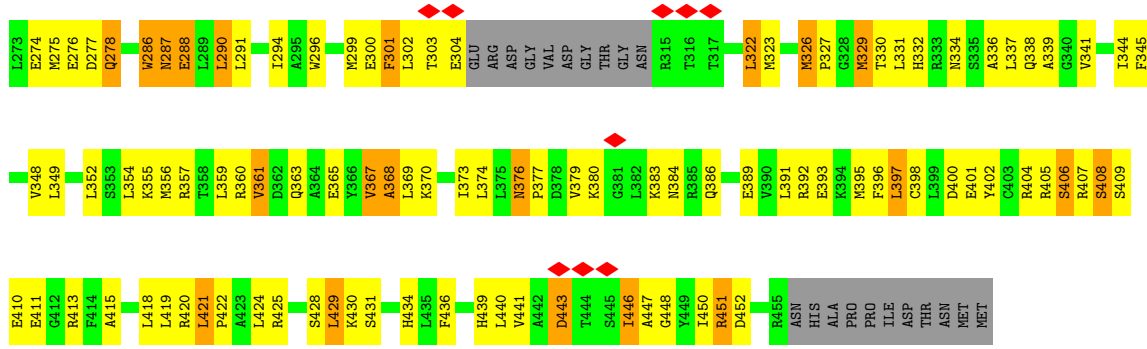 L273 E274 M275 E276 D277 Q278 W286 N287 E288 L289 L290 L291 I294 A295 W296 M299 E300 F301 L302 T303 E304 GLU ARG ASP GLY VAL ASP GLY THR GLY ASN R315 T316 T317 L322 M323 M326 P327 G328 M329 T330 L331 H332 R333 N334 S335 A336 L337 Q338 A339 G340 V341 I344 F345
V348 L349 L352 S353 L354 K355 M356 R357 T358 L359 R360 V361 D362 Q363 A364 E365 Y366 V367 A368 L369 K370 I373 L374 L375 N376 P377 D378 V379 K380 G381 L382 K383 N384 R385 Q386 E389 V390 L391 R392 E393 K394 M395 F396 L397 C398 L399 D400 E401 Y402 C403 R404 R405 S406 R407 S408 S409
E410 E411 G412 R413 F414 A415 L418 L419 R420 L421 P422 A423 L424 R425 S428 L429 K430 S431 H434 L435 F436 H439 L440 V441 A442 D443 T444 S445 I446 A447 G448 Y449 I450 R451 D452 R455 ASN HIS ALA PRO PRO ILE ASP THR ASN MET MET